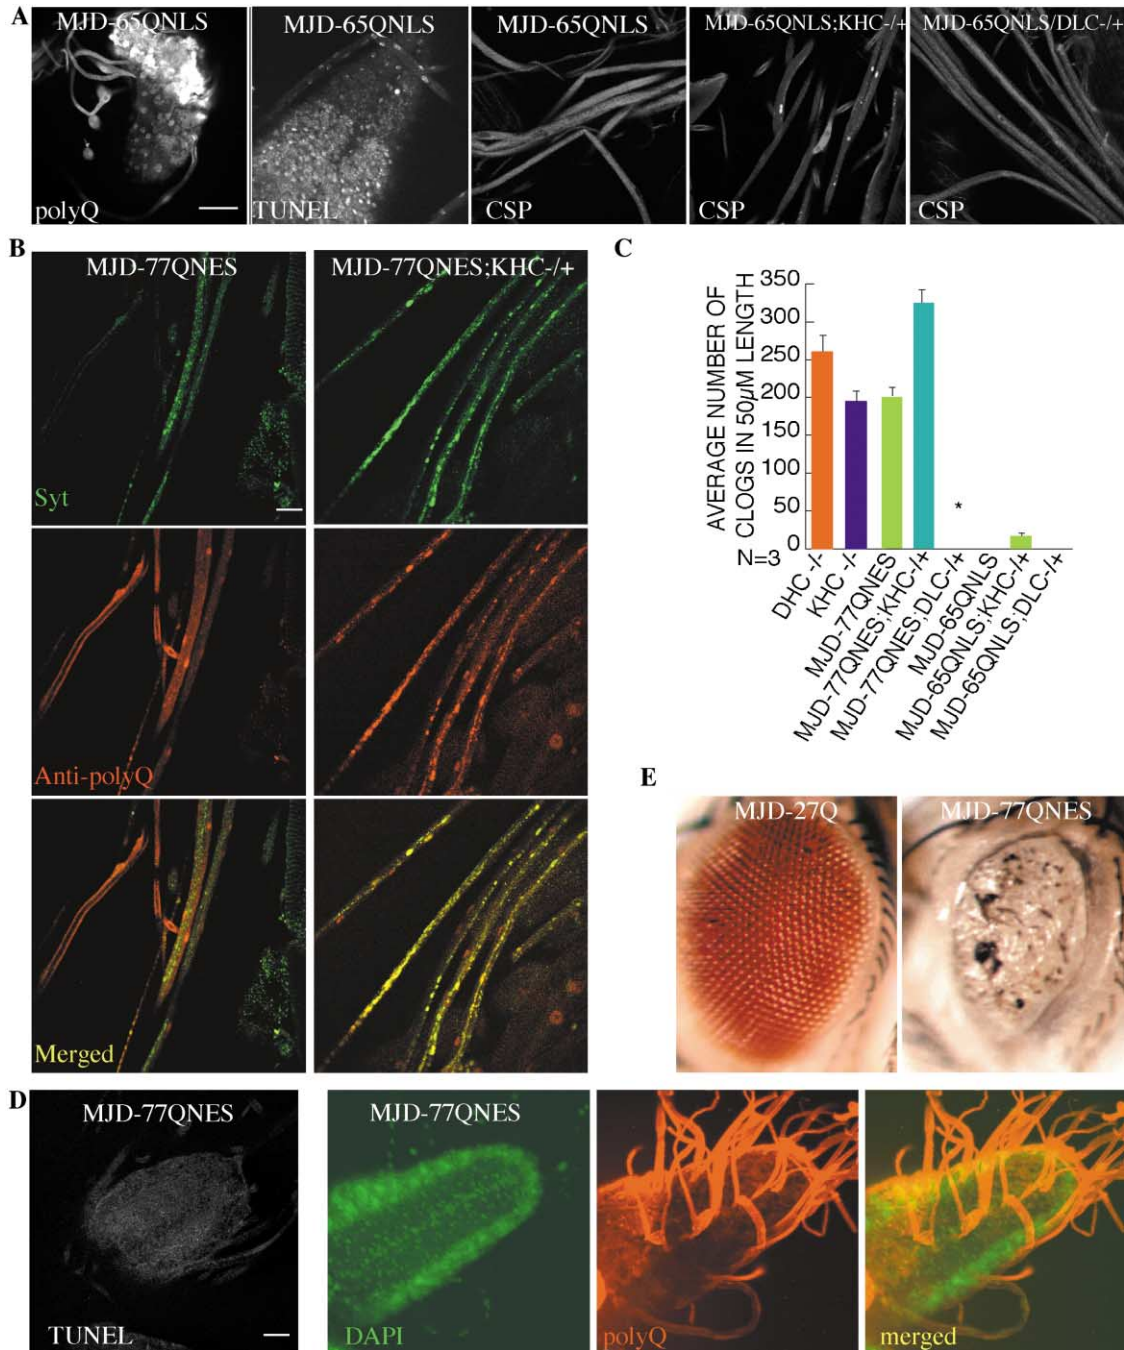 A
MJD-65QNLS
polyQ
MJD-65QNLS
TUNEL
MJD-65QNLS
CSP
MJD-65QNLS;KHC-/+
CSP
MJD-65QNLS/DLC-/+
CSP
B
MJD-77QNES
MJD-77QNES;KHC-/+
Syt
Anti-polyQ
Merged
C
AVERAGE NUMBER OF
CLOGS IN 50µM LENGTH
350
300
250
200
150
100
50
0
*
N=3
DHC -/-
KHC -/-
MJD-77QNES
MJD-77QNES;KHC-/+
MJD-77QNES;DLC-/+
MJD-65QNLS
MJD-65QNLS;KHC-/+
MJD-65QNLS;DLC-/+
E
MJD-27Q
MJD-77QNES
D
MJD-77QNES
TUNEL
MJD-77QNES
DAPI
polyQ
merged